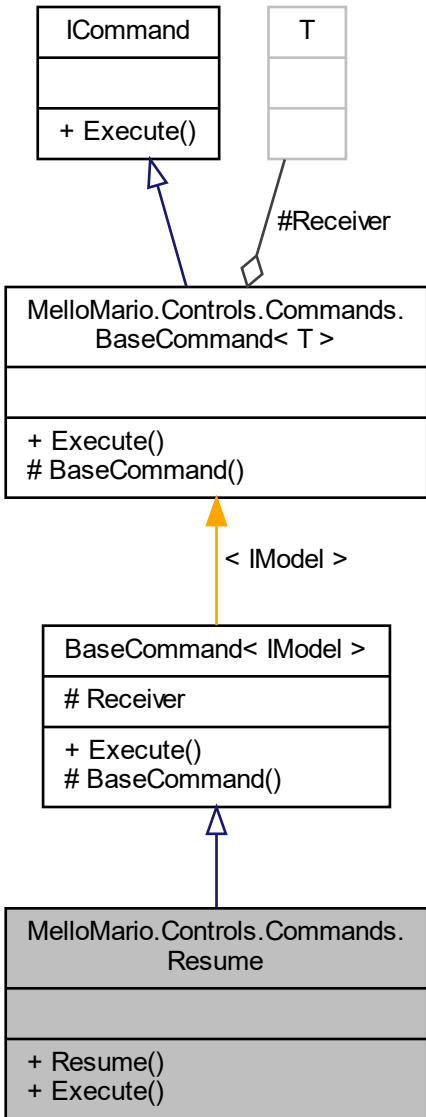 ICommand
+ Execute()
T
#Receiver
MelloMario.Controls.Commands.
BaseCommand< T >
+ Execute()
# BaseCommand()
< IModel >
BaseCommand< IModel >
# Receiver
+ Execute()
# BaseCommand()
MelloMario.Controls.Commands.
Resume
+ Resume()
+ Execute()